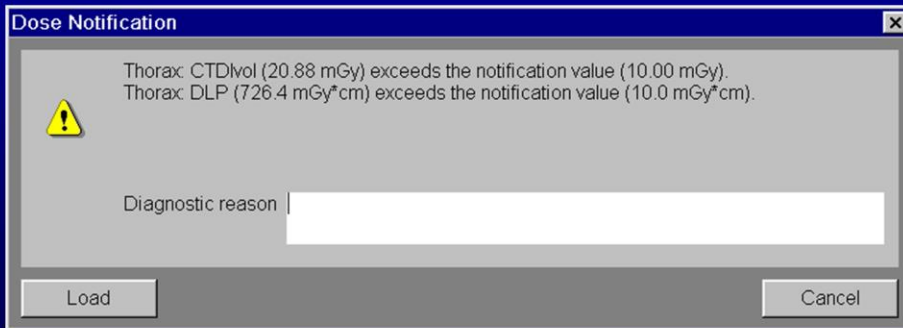 Dose Notification
Thorax: CTDIvol (20.88 mGy) exceeds the notification value (10.00 mGy).
Thorax: DLP (726.4 mGy*cm) exceeds the notification value (10.0 mGy*cm).
Diagnostic reason
Load
Cancel